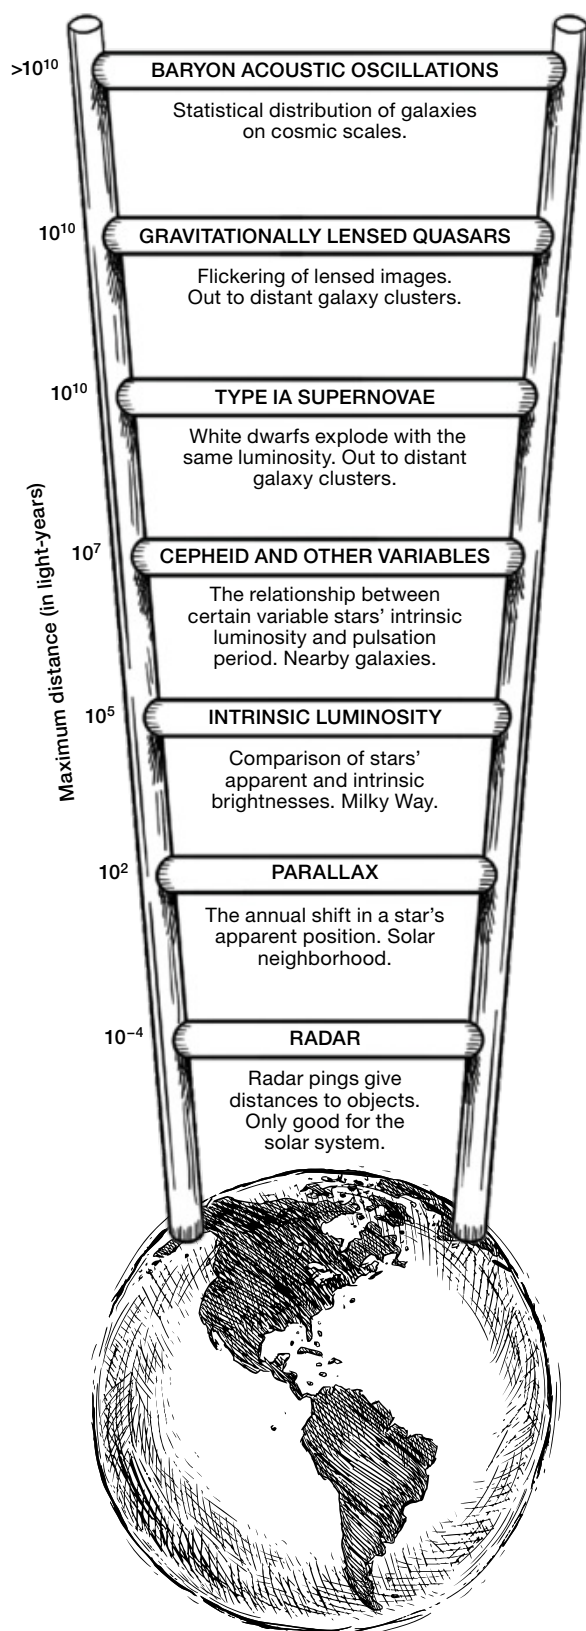 >10¹⁰
BARYON ACOUSTIC OSCILLATIONS
Statistical distribution of galaxies
on cosmic scales.
10¹⁰
GRAVITATIONALLY LENSED QUASARS
Flickering of lensed images.
Out to distant galaxy clusters.
10¹⁰
TYPE IA SUPERNOVAE
White dwarfs explode with the
same luminosity. Out to distant
galaxy clusters.
Maximum distance (in light-years)
10⁷
CEPHEID AND OTHER VARIABLES
The relationship between
certain variable stars’ intrinsic
luminosity and pulsation
period. Nearby galaxies.
10⁵
INTRINSIC LUMINOSITY
Comparison of stars’
apparent and intrinsic
brightnesses. Milky Way.
10²
PARALLAX
The annual shift in a star’s
apparent position. Solar
neighborhood.
10⁻⁴
RADAR
Radar pings give
distances to objects.
Only good for the
solar system.